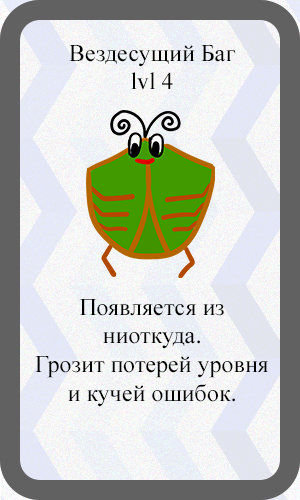 Вездесущий Баг
lvl 4
Появляется из
ниоткуда.
Грозит потерей уровня
и кучей ошибок.